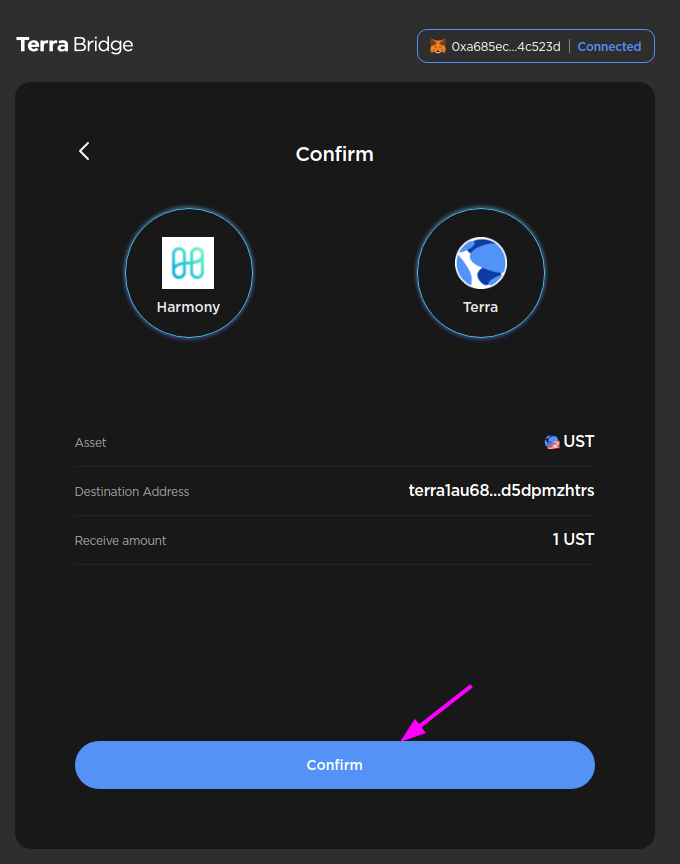 Terra Bridge
0xa685ec...4c523d | Connected
Confirm
Harmony
Terra
Asset
UST
Destination Address
terra1au68...d5dpmzhtrs
Receive amount
1 UST
Confirm